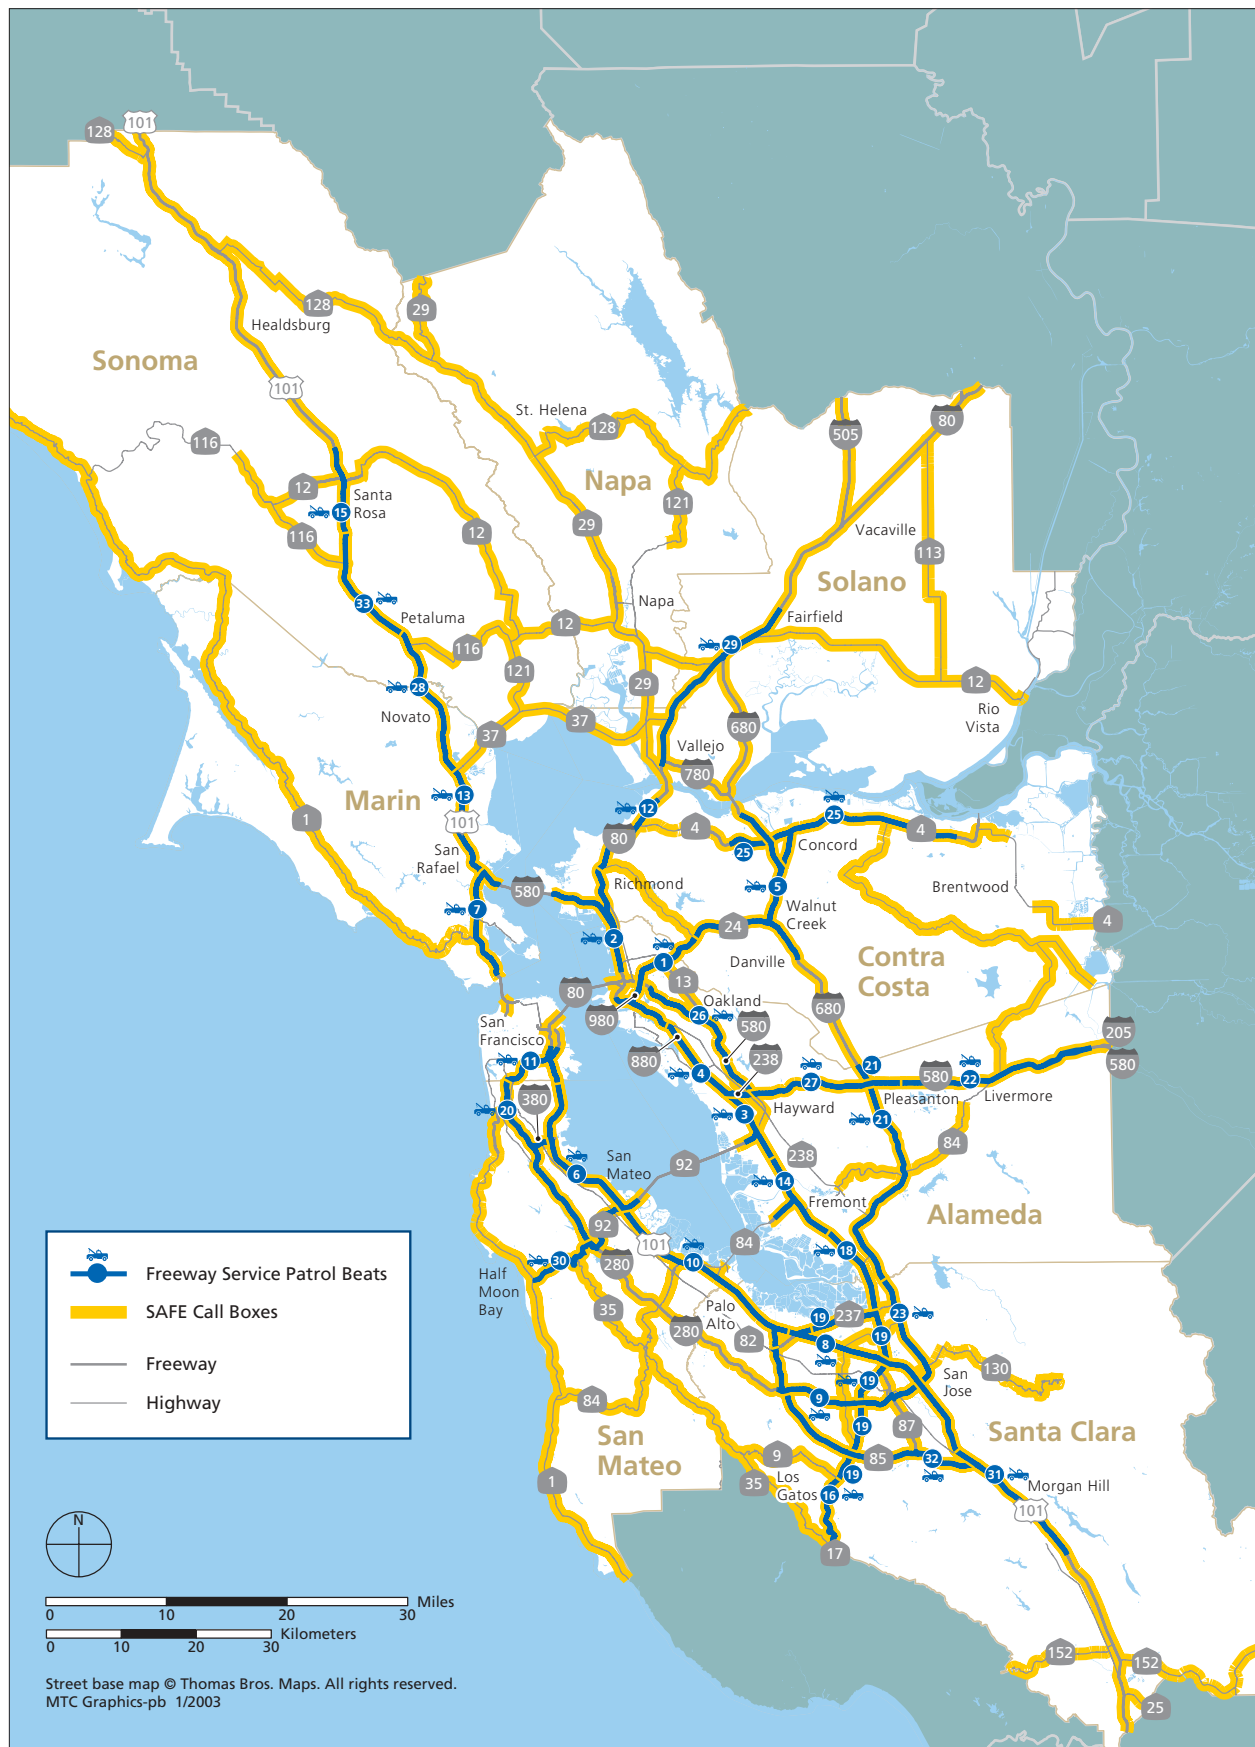 101
128
128
29
Healdsburg
Sonoma
101
St. Helena
128
116
505
80
12
Santa
Rosa
15
Napa
121
116
12
29
Vacaville
113
Solano
33
Petaluma
Napa
12
Fairfield
116
29
121
28
29
12
Rio
Vista
Novato
37
37
680
Vallejo
780
Marin
13
12
1
101
80
4
25
4
25
Concord
San
Rafael
580
Richmond
5
Brentwood
Walnut
Creek
7
24
4
2
Contra
Costa
1
Danville
13
80
Oakland
680
San
Francisco
980
26
580
205
880
238
11
4
21
580
22
580
380
27
Pleasanton
Livermore
20
3
Hayward
21
San
Mateo
92
238
84
6
14
Fremont
Alameda
92
101
84
18
Freeway Service Patrol Beats
30
280
10
Half
Moon
Bay
SAFE Call Boxes
35
Palo
Alto
19
237
23
280
82
8
19
Freeway
130
19
San
Jose
Highway
84
9
San
Mateo
19
87
Santa Clara
9
85
32
1
35
Los
Gatos
19
31
Morgan Hill
16
101
N
17
Miles
0 10 20 30
Kilometers
0 10 20 30
152
152
Street base map © Thomas Bros. Maps. All rights reserved.
MTC Graphics-pb 1/2003
25